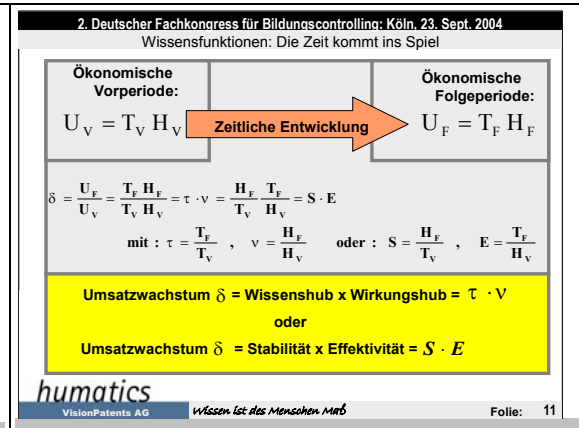 2. Deutscher Fachkongress für Bildungscontrolling: Köln, 23. Sept. 2004
Wissensfunktionen: Die Zeit kommt ins Spiel
Ökonomische
Vorperiode:
U_V = T_V H_V
Zeitliche Entwicklung
Ökonomische
Folgeperiode:
U_F = T_F H_F
δ = U_F / U_V = T_F H_F / T_V H_V = τ · ν = H_F / T_V T_F / H_V = S · E
mit : τ = T_F / T_V , ν = H_F / H_V oder : S = H_F / T_V , E = T_F / H_V
Umsatzwachstum δ = Wissenshub x Wirkungshub = τ · ν
oder
Umsatzwachstum δ = Stabilität x Effektivität = S · E
humatics
VisionPatents AG
Wissen ist des Menschen Maß
Folie: 11